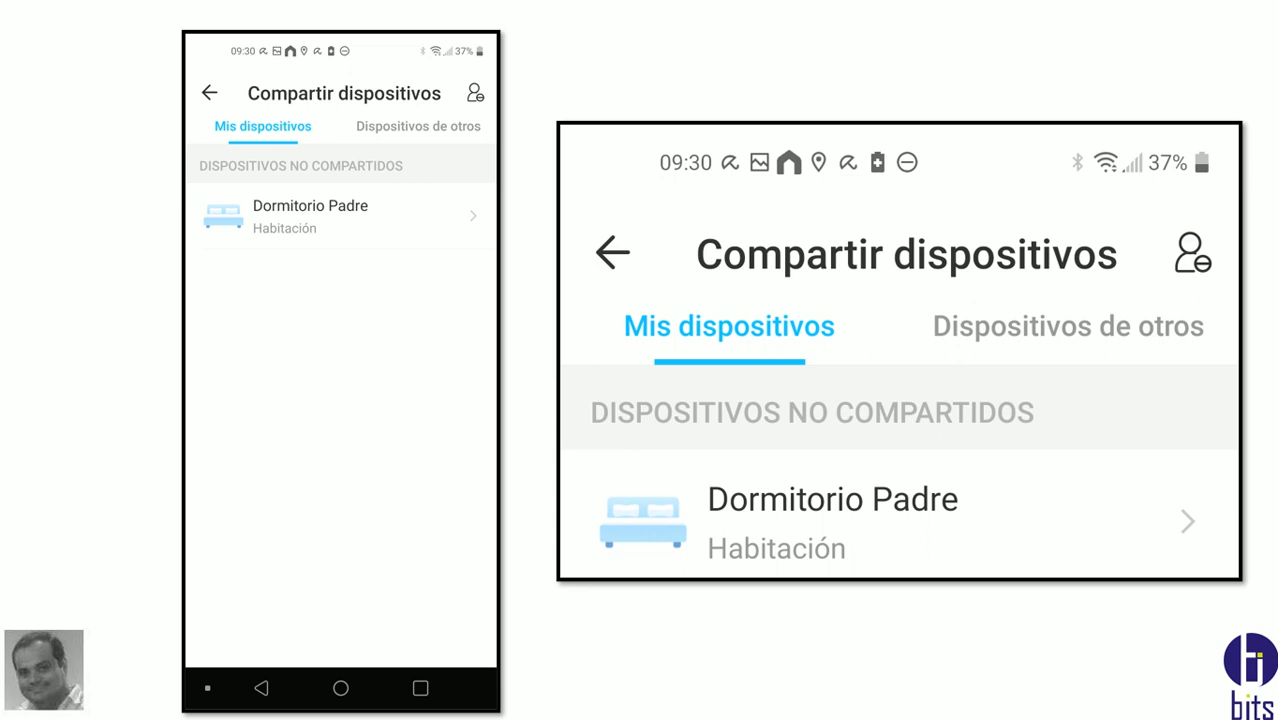 09:30 37%
Compartir dispositivos
Mis dispositivos Dispositivos de otros
DISPOSITIVOS NO COMPARTIDOS
Dormitorio Padre
Habitación
09:30 37%
Compartir dispositivos
Mis dispositivos Dispositivos de otros
DISPOSITIVOS NO COMPARTIDOS
Dormitorio Padre
Habitación
bits